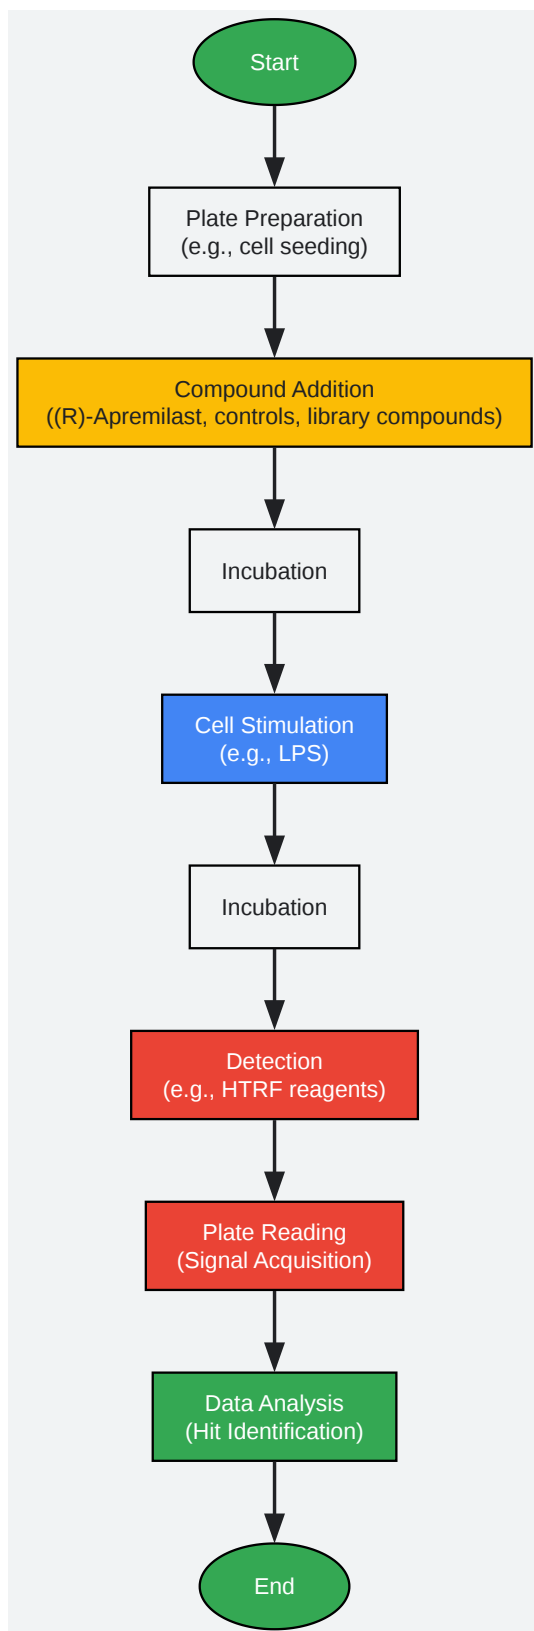 Start
Plate Preparation
(e.g., cell seeding)
Compound Addition
((R)-Apremilast, controls, library compounds)
Incubation
Cell Stimulation
(e.g., LPS)
Incubation
Detection
(e.g., HTRF reagents)
Plate Reading
(Signal Acquisition)
Data Analysis
(Hit Identification)
End